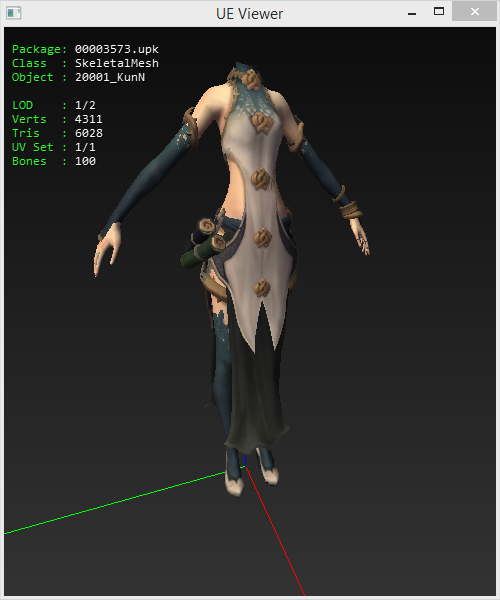 UE Viewer
Package: 00003573.upk
Class : SkeletalMesh
Object : 20001_KunN
LOD : 1/2
Verts : 4311
Tris : 6028
UV Set : 1/1
Bones : 100